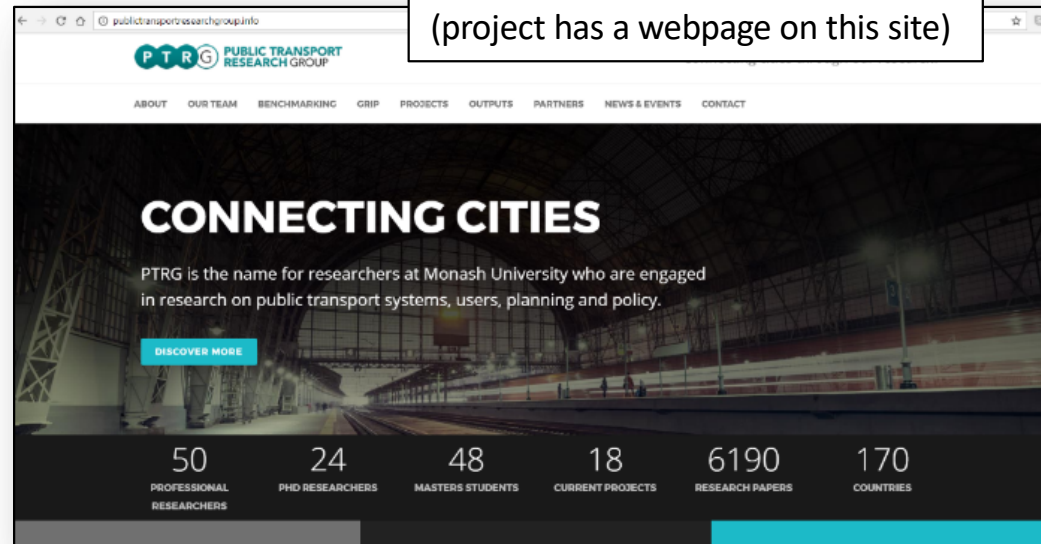 publictransportresearchgroup.info
(project has a webpage on this site)
P T R G PUBLIC TRANSPORT
RESEARCH GROUP
ABOUT OUR TEAM BENCHMARKING GRIP PROJECTS OUTPUTS PARTNERS NEWS & EVENTS CONTACT
CONNECTING CITIES
PTRG is the name for researchers at Monash University who are engaged
in research on public transport systems, users, planning and policy.
DISCOVER MORE
50 24 48 18 6190 170
PROFESSIONAL PHD RESEARCHERS MASTERS STUDENTS CURRENT PROJECTS RESEARCH PAPERS COUNTRIES
RESEARCHERS